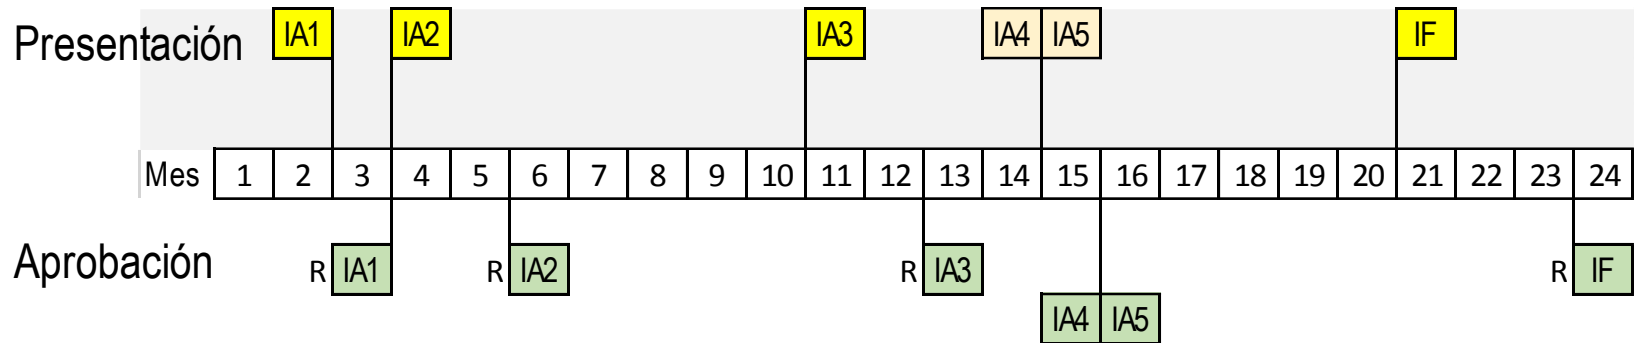 Presentación IA1 IA2 IA3 IA4 IA5 IF
Mes 1 2 3 4 5 6 7 8 9 10 11 12 13 14 15 16 17 18 19 20 21 22 23 24
Aprobación R IA1 R IA2 R IA3 R IF
IA4 IA5